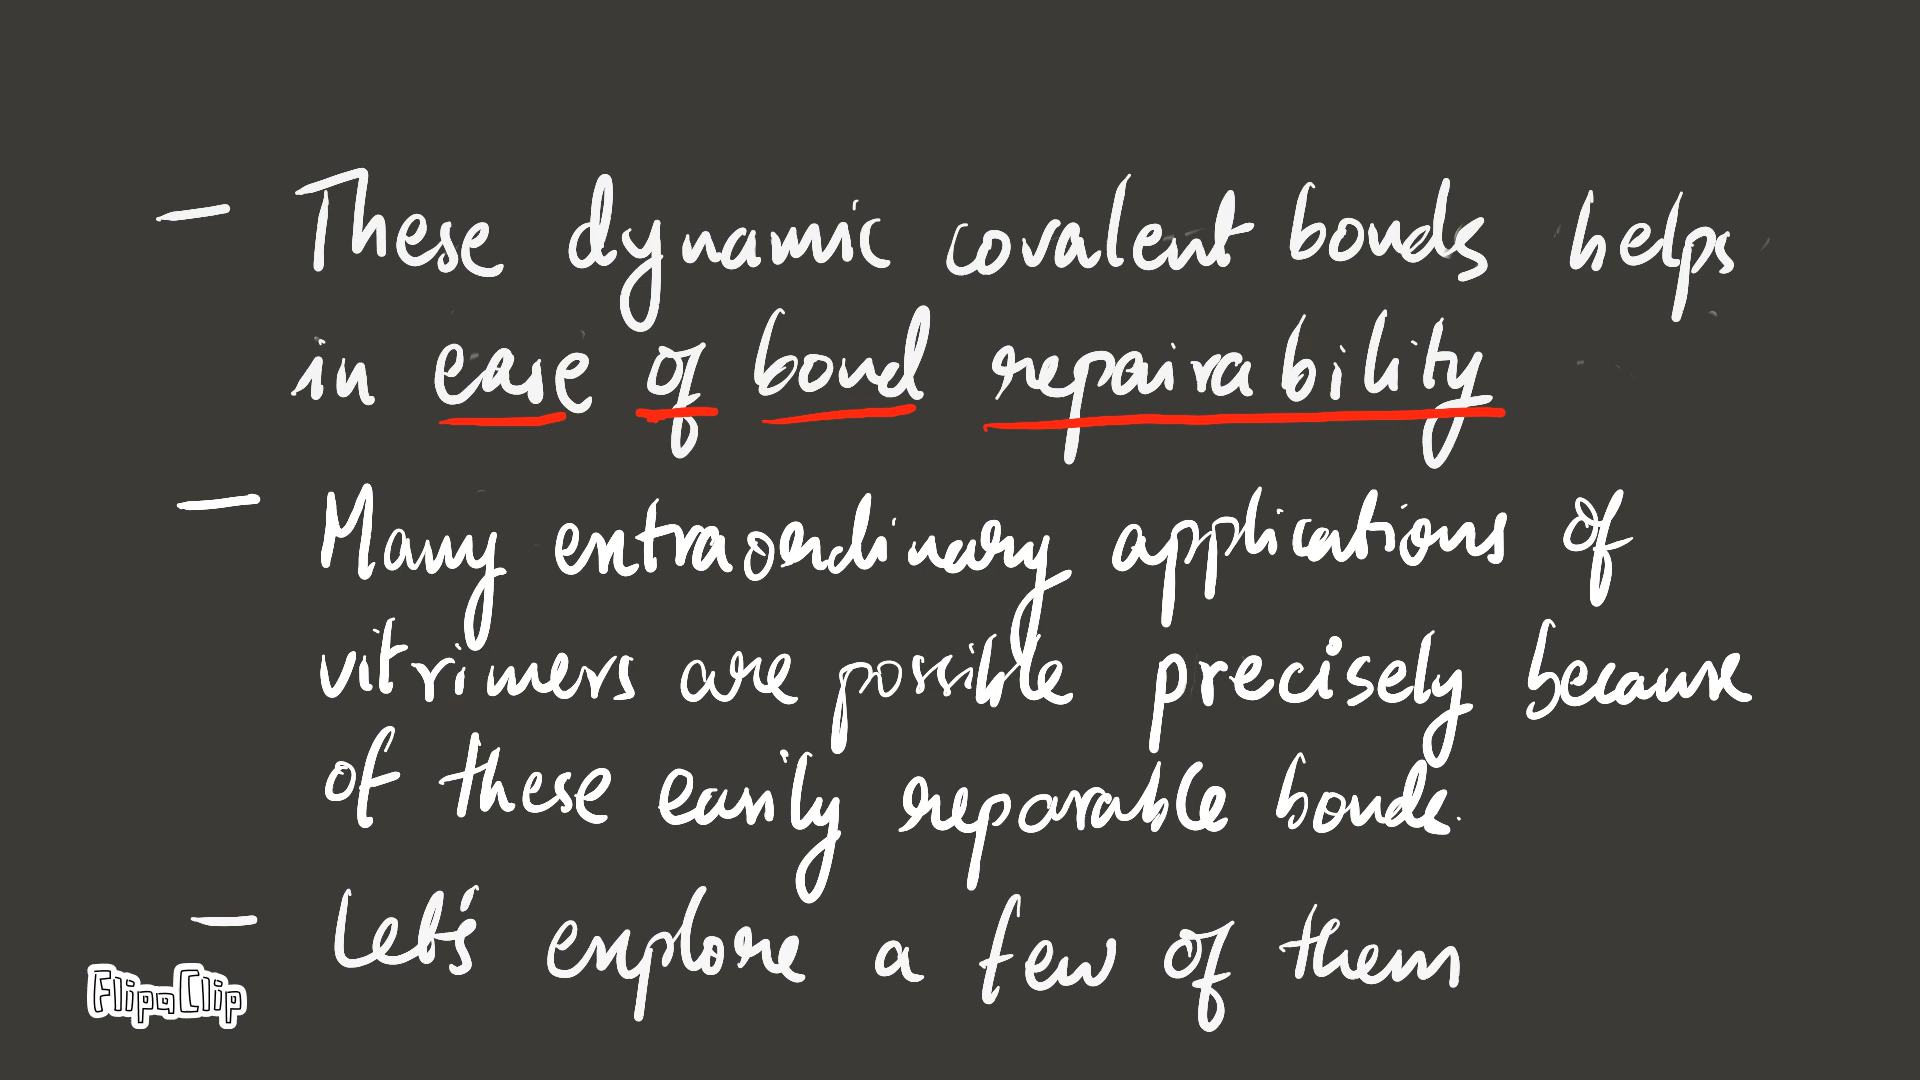 - These dynamic covalent bonds helps
in ease of bond repairability
- Many extraordinary applications of
vitrimers are possible precisely because
of these easily reparable bonds.
- Let's explore a few of them
FlipaClip